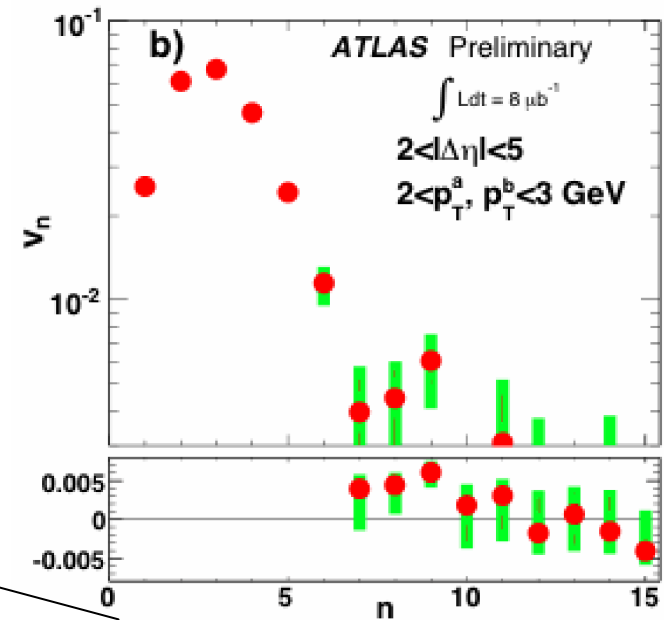 10⁻¹
b) ATLAS Preliminary
∫ Ldt = 8 μb⁻¹
2<|Δη|<5
2<p_T^a, p_T^b<3 GeV
v_n
10⁻²
0.005
0
-0.005
0 5 10 15
n